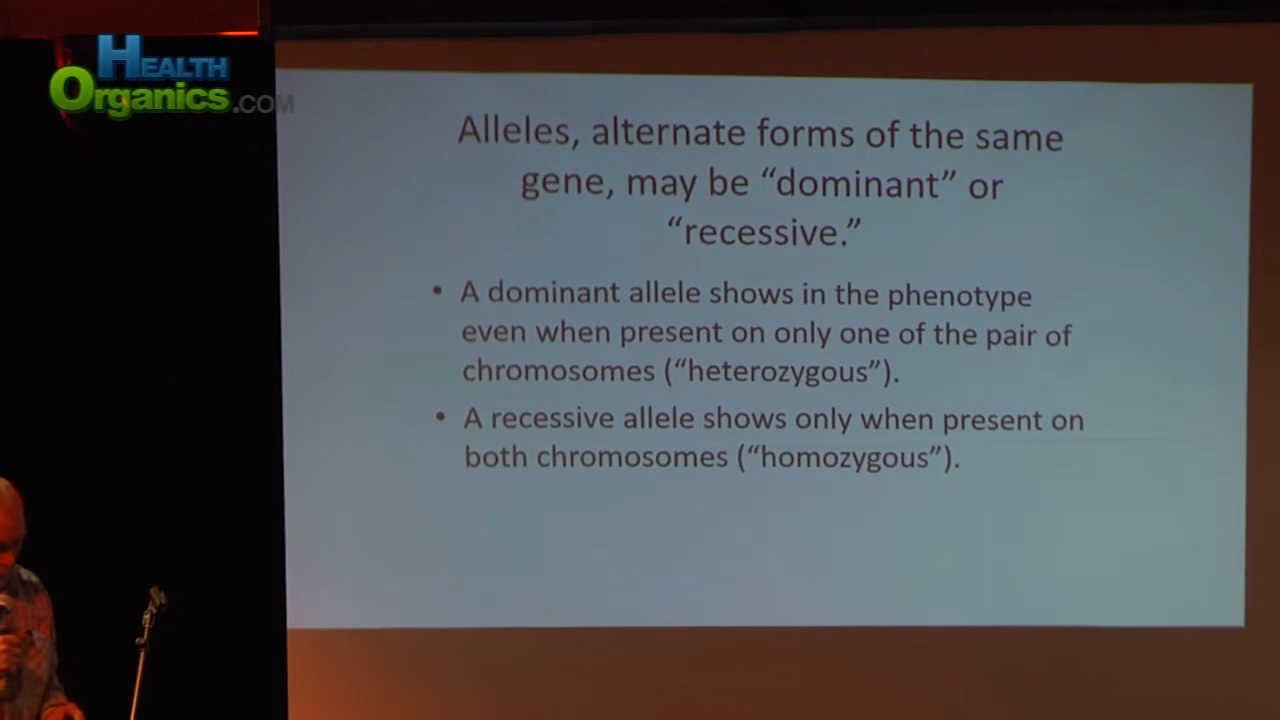 HEALTH
Organics.COM
Alleles, alternate forms of the same
gene, may be “dominant” or
“recessive.”
• A dominant allele shows in the phenotype
even when present on only one of the pair of
chromosomes (“heterozygous”).
• A recessive allele shows only when present on
both chromosomes (“homozygous”).